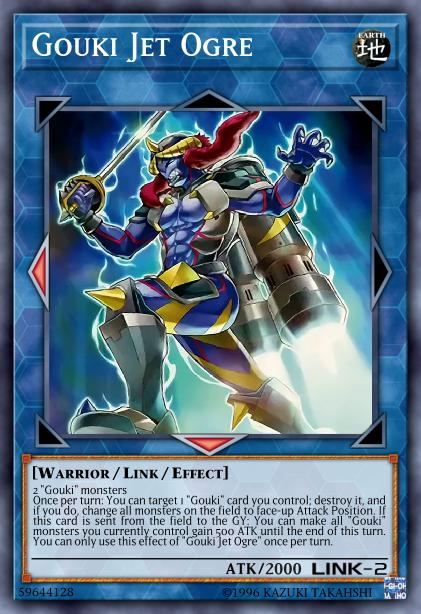 GOUKI JET OGRE
EARTH
地
[WARRIOR / LINK / EFFECT]
2 "Gouki" monsters
Once per turn: You can target 1 "Gouki" card you control; destroy it, and
if you do, change all monsters on the field to face-up Attack Position. If
this card is sent from the field to the GY: You can make all "Gouki"
monsters you currently control gain 500 ATK until the end of this turn.
You can only use this effect of "Gouki Jet Ogre" once per turn.
ATK/2000 LINK-2
59644128
©1996 KAZUKI TAKAHSHI